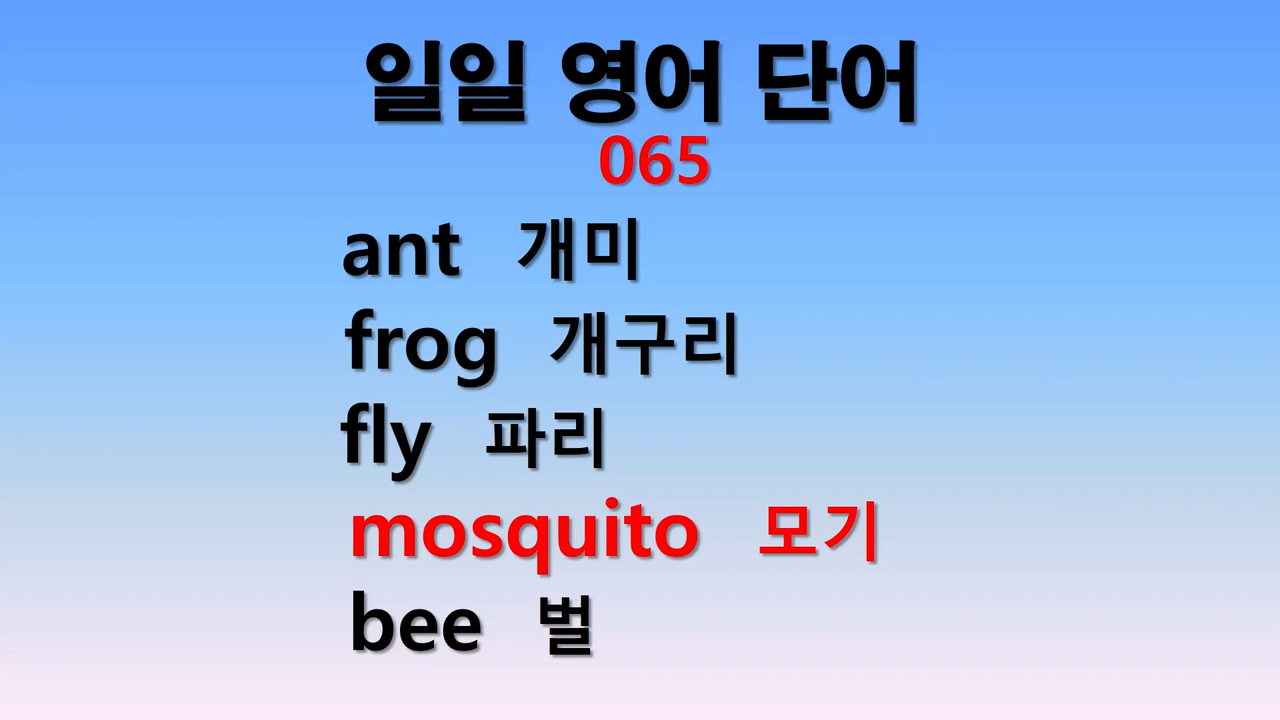 일일 영어 단어
065
ant 개미
frog 개구리
fly 파리
mosquito 모기
bee 벌